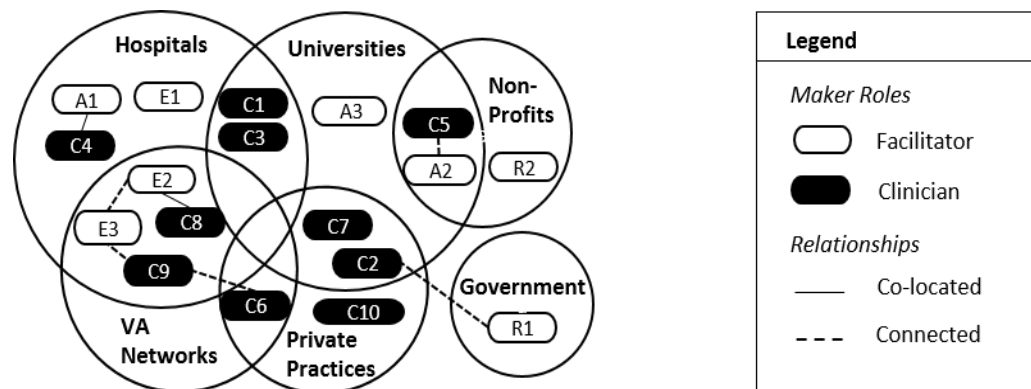 Hospitals
Universities
Non-
Profits
A1
E1
C1
A3
C5
C4
C3
A2
R2
E2
E3
C8
C7
C9
C2
Government
C6
C10
R1
VA
Networks
Private
Practices
Legend
Maker Roles
Facilitator
Clinician
Relationships
Co-located
Connected